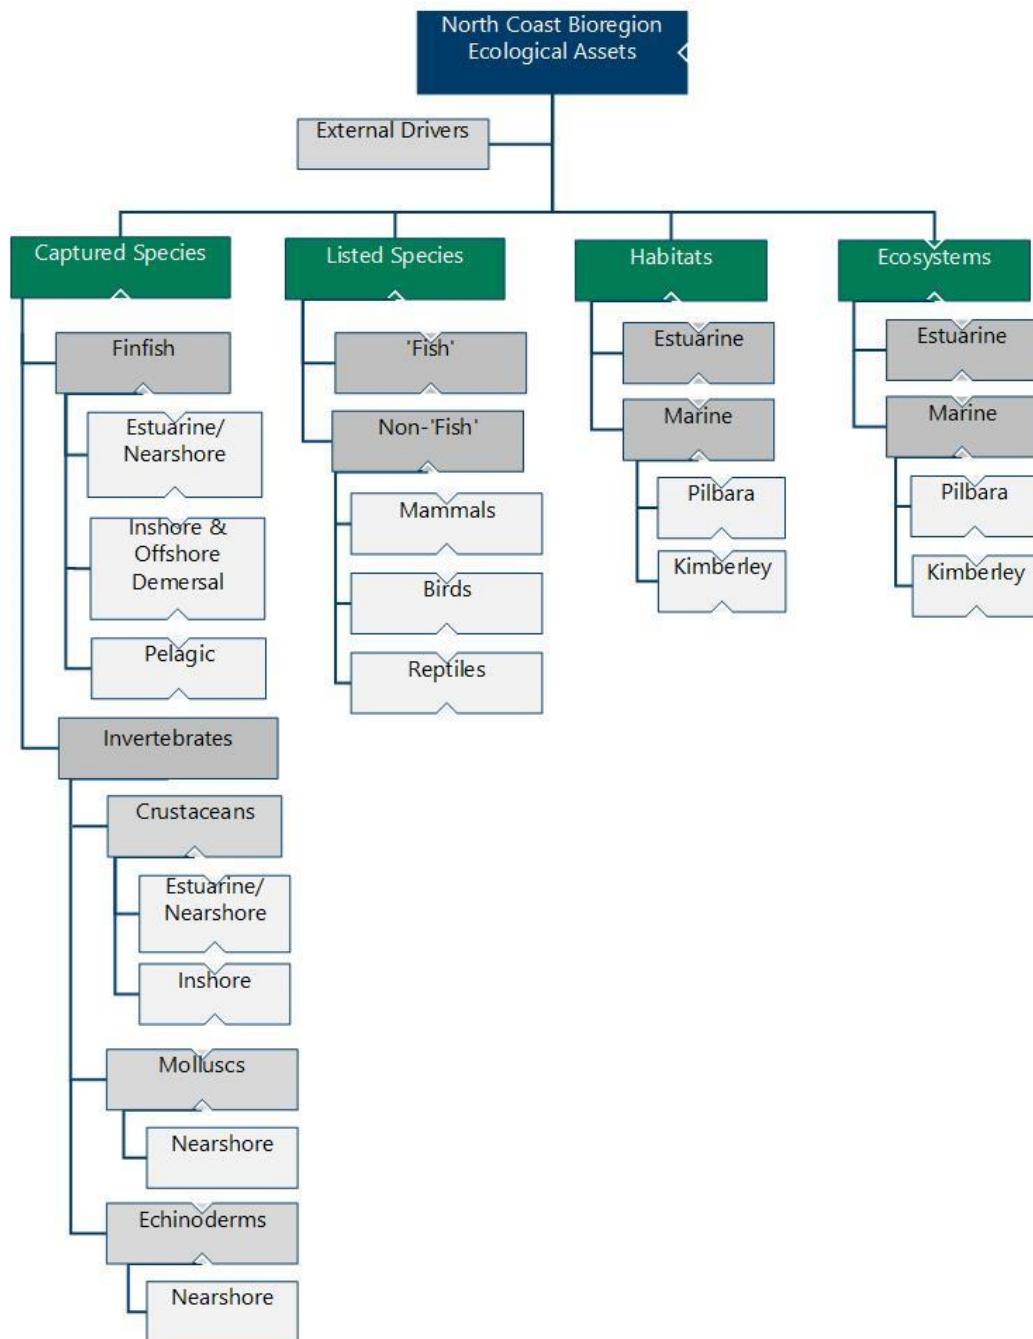 North Coast Bioregion
Ecological Assets
External Drivers
Captured Species
Finfish
Estuarine/
Nearshore
Inshore &
Offshore
Demersal
Pelagic
Invertebrates
Crustaceans
Estuarine/
Nearshore
Inshore
Molluscs
Nearshore
Echinoderms
Nearshore
Listed Species
'Fish'
Non-'Fish'
Mammals
Birds
Reptiles
Habitats
Estuarine
Marine
Pilbara
Kimberley
Ecosystems
Estuarine
Marine
Pilbara
Kimberley